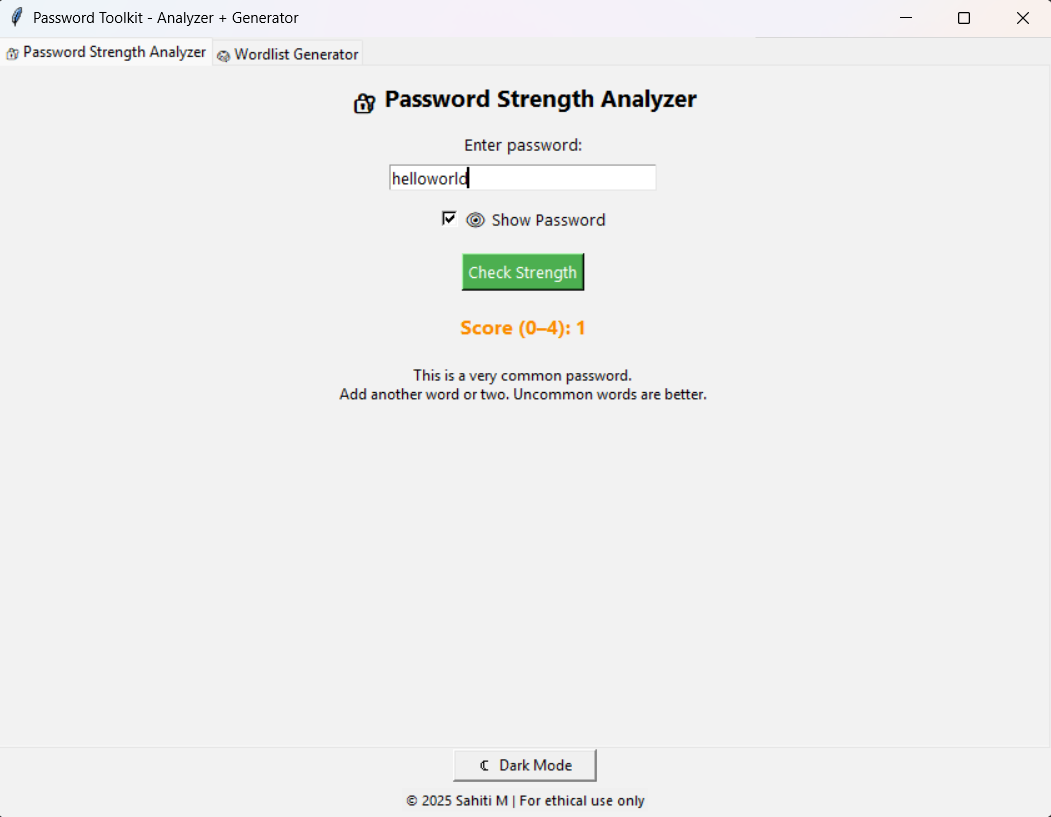 Password Toolkit - Analyzer + Generator
Password Strength Analyzer
Wordlist Generator
Password Strength Analyzer
Enter password:
helloworld
Show Password
Check Strength
Score (0–4): 1
This is a very common password.
Add another word or two. Uncommon words are better.
Dark Mode
© 2025 Sahiti M | For ethical use only